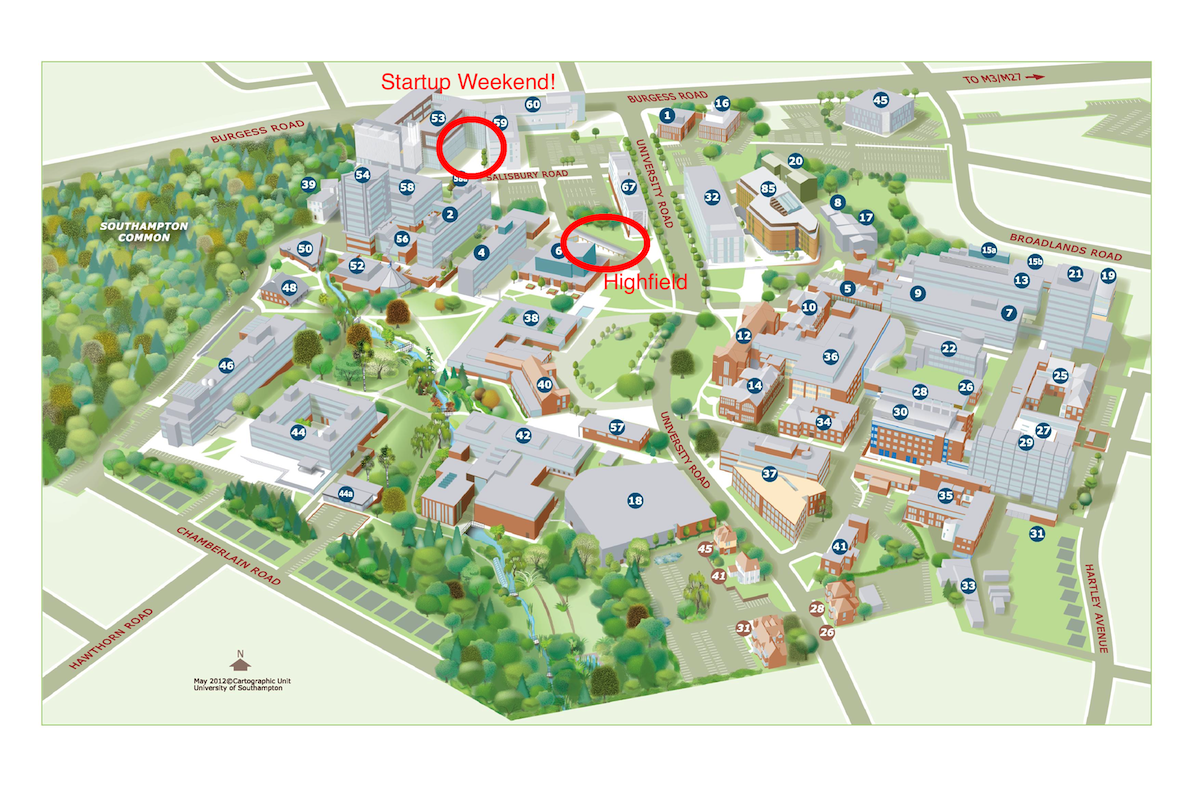 Startup Weekend!
TO M3/M27
BURGESS ROAD
BURGESS ROAD
60
53
59
1
16
45
UNIVERSITY ROAD
SALISBURY ROAD
54
58
39
2
67
32
20
85
8
17
SOUTHAMPTON
COMMON
50
56
52
4
6
BROADLANDS ROAD
15a
15b
13
21
19
48
Highfield
5
9
10
7
38
12
36
22
46
40
14
28
26
25
30
34
44
42
57
27
29
UNIVERSITY ROAD
37
44a
18
35
CHAMBERLAIN ROAD
45
41
41
31
33
HARTLEY AVENUE
28
26
31
HAWTHORN ROAD
N
May 2012©Cartographic Unit
University of Southampton